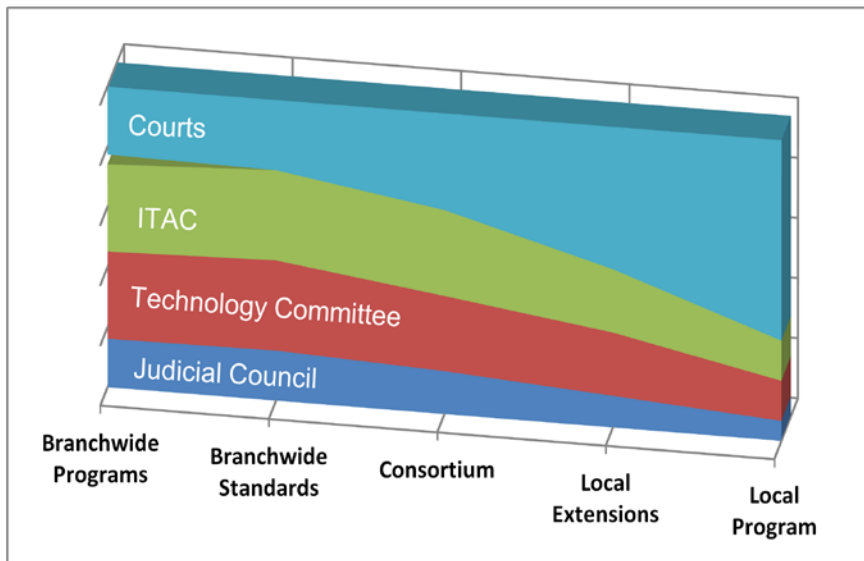 Courts
ITAC
Technology Committee
Judicial Council
Branchwide
Programs
Branchwide
Standards
Consortium
Local
Extensions
Local
Program